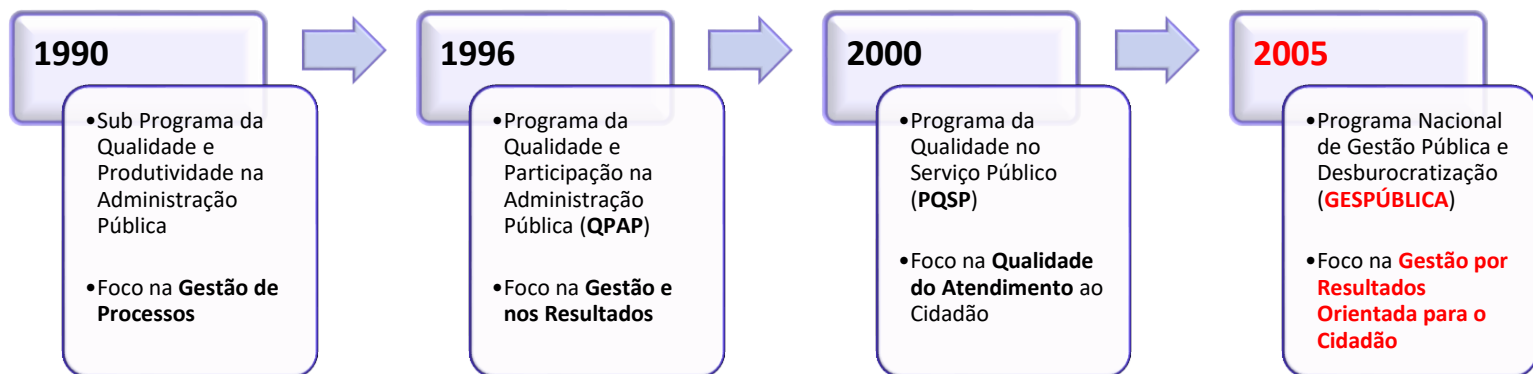 1990
•Sub Programa da
Qualidade e
Produtividade na
Administração
Pública
•Foco na Gestão de
Processos
1996
•Programa da
Qualidade e
Participação na
Administração
Pública (QPAP)
•Foco na Gestão e
nos Resultados
2000
•Programa da
Qualidade no
Serviço Público
(PQSP)
•Foco na Qualidade
do Atendimento ao
Cidadão
2005
•Programa Nacional
de Gestão Pública e
Desburocratização
(GESPÚBLICA)
•Foco na Gestão por
Resultados
Orientada para o
Cidadão